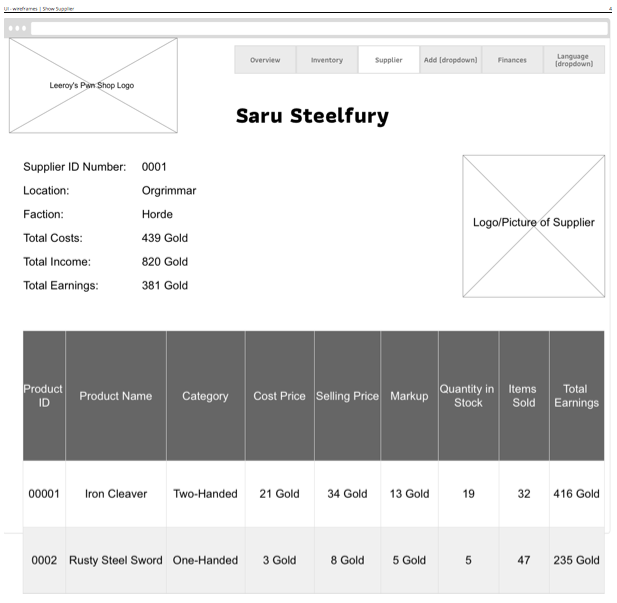 UI - wireframes | Show Supplier 4
Leeroy's Pwn Shop Logo
Overview Inventory Supplier Add (dropdown) Finances Language (dropdown)
Saru Steelfury
Supplier ID Number: 0001
Location: Orgrimmar
Faction: Horde
Total Costs: 439 Gold
Total Income: 820 Gold
Total Earnings: 381 Gold
Logo/Picture of Supplier
Product ID Product Name Category Cost Price Selling Price Markup Quantity in Stock Items Sold Total Earnings
00001 Iron Cleaver Two-Handed 21 Gold 34 Gold 13 Gold 19 32 416 Gold
0002 Rusty Steel Sword One-Handed 3 Gold 8 Gold 5 Gold 5 47 235 Gold